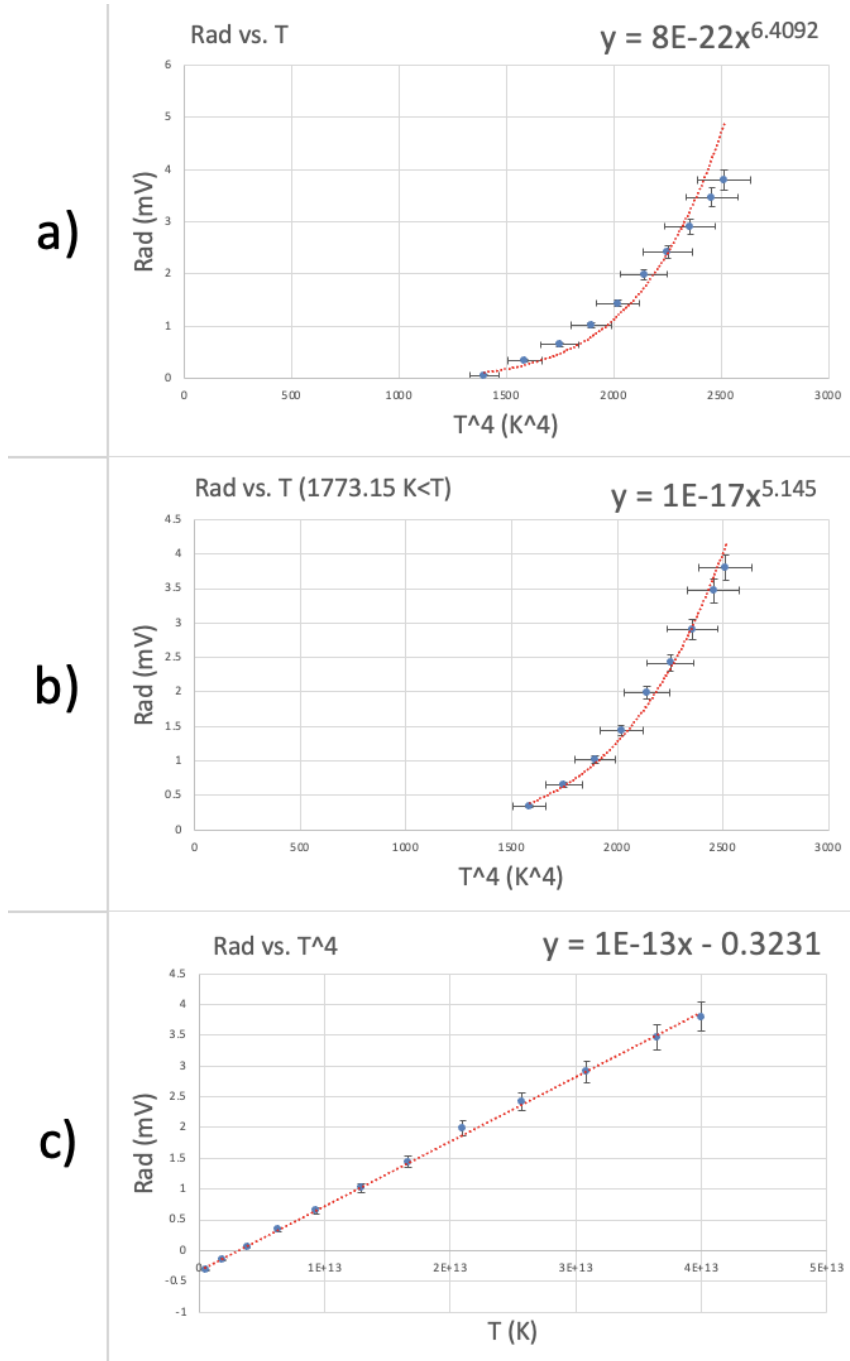 Rad vs. T
y = 8E-22x^6.4092
6
5
4
3
2
1
0
Rad (mV)
a)
0 500 1000 1500 2000 2500 3000
T^4 (K^4)
Rad vs. T (1773.15 K<T)
y = 1E-17x^5.145
4.5
4
3.5
3
2.5
2
1.5
1
0.5
0
Rad (mV)
b)
0 500 1000 1500 2000 2500 3000
T^4 (K^4)
Rad vs. T^4
y = 1E-13x - 0.3231
4.5
4
3.5
3
2.5
2
1.5
1
0.5
0
-0.5
-1
Rad (mV)
c)
0 1E+13 2E+13 3E+13 4E+13 5E+13
T (K)